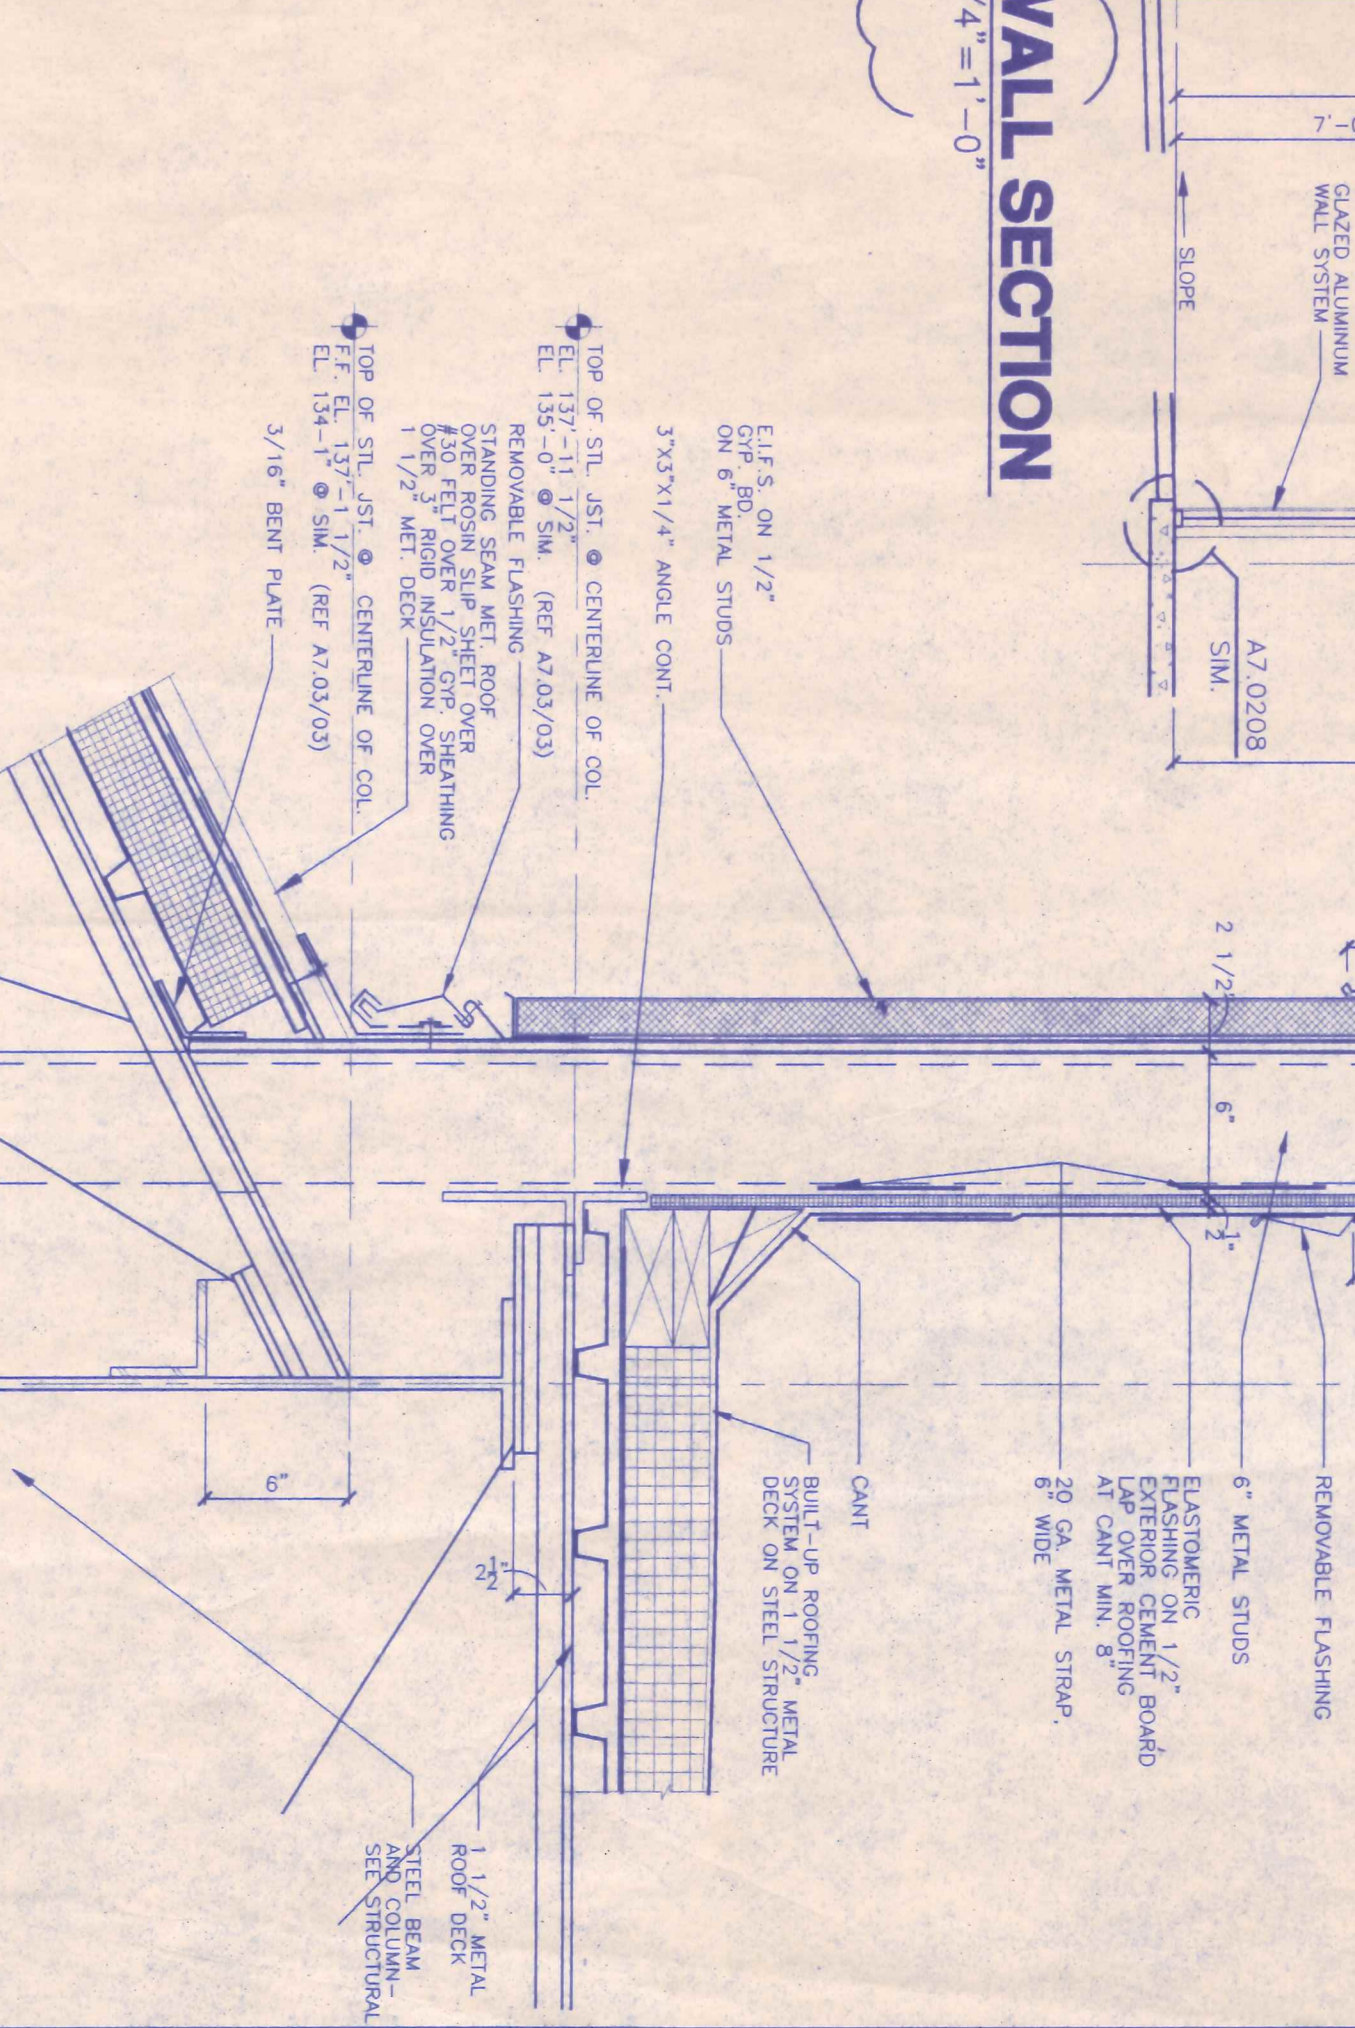 WALL SECTION
/4"=1'-0"
GLAZED ALUMINUM
WALL SYSTEM
SLOPE
A7.0208
SIM.
E.I.F.S. ON 1/2"
GYP. BD.
ON 6" METAL STUDS
3"X3"X1/4" ANGLE CONT.
TOP OF STL. JST. @ CENTERLINE OF COL.
EL. 137'-11 1/2"
EL. 135'-0" @ SIM. (REF A7.03/03)
REMOVABLE FLASHING
STANDING SEAM MET. ROOF
OVER ROSIN SLIP SHEET OVER
#30 FELT OVER 1/2" GYP. SHEATHING
OVER 3" RIGID INSULATION OVER
1 1/2" MET. DECK
TOP OF STL. JST. @ CENTERLINE OF COL.
F.F. EL. 137'-1 1/2"
EL. 134-1" @ SIM. (REF A7.03/03)
3/16" BENT PLATE
2 1/2"
6"
1/2"
REMOVABLE FLASHING
6" METAL STUDS
ELASTOMERIC
FLASHING ON 1/2"
EXTERIOR CEMENT BOARD
LAP OVER ROOFING
AT CANT MIN. 8"
20 GA. METAL STRAP,
6" WIDE
CANT
BUILT-UP ROOFING
SYSTEM ON 1 1/2" METAL
DECK ON STEEL STRUCTURE
2 1/2"
6"
1 1/2" METAL
ROOF DECK
STEEL BEAM
AND COLUMN-
SEE STRUCTURAL